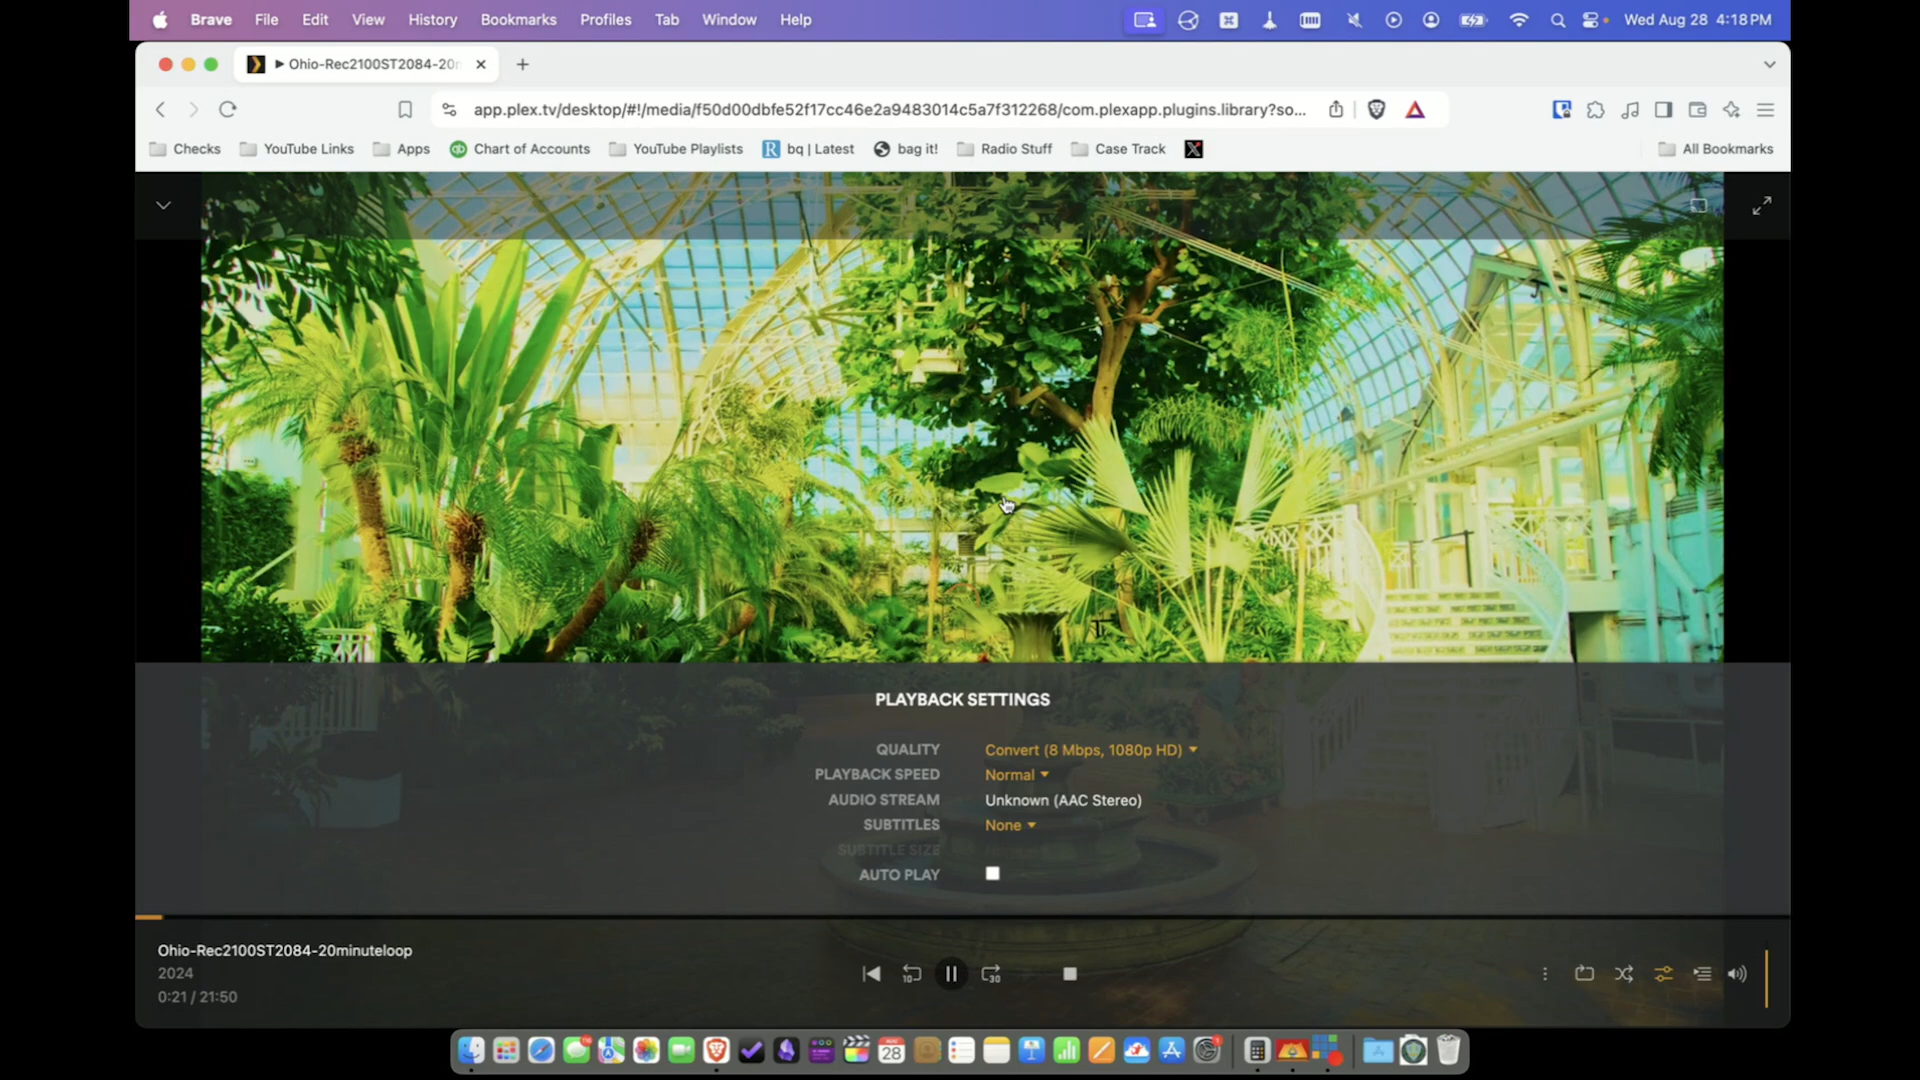 Brave File Edit View History Bookmarks Profiles Tab Window Help Wed Aug 28 4:18 PM
Ohio-Rec2100ST2084-20m
app.plex.tv/desktop/#!/media/f50d00dbfe52f17cc46e2a9483014c5a7f312268/com.plexapp.plugins.library?so...
Checks YouTube Links Apps Chart of Accounts YouTube Playlists bq | Latest bag it! Radio Stuff Case Track All Bookmarks
PLAYBACK SETTINGS
QUALITY Convert (8 Mbps, 1080p HD)
PLAYBACK SPEED Normal
AUDIO STREAM Unknown (AAC Stereo)
SUBTITLES None
SUBTITLE SIZE
AUTO PLAY
Ohio-Rec2100ST2084-20minuteloop
2024
0:21 / 21:50
10 30
28